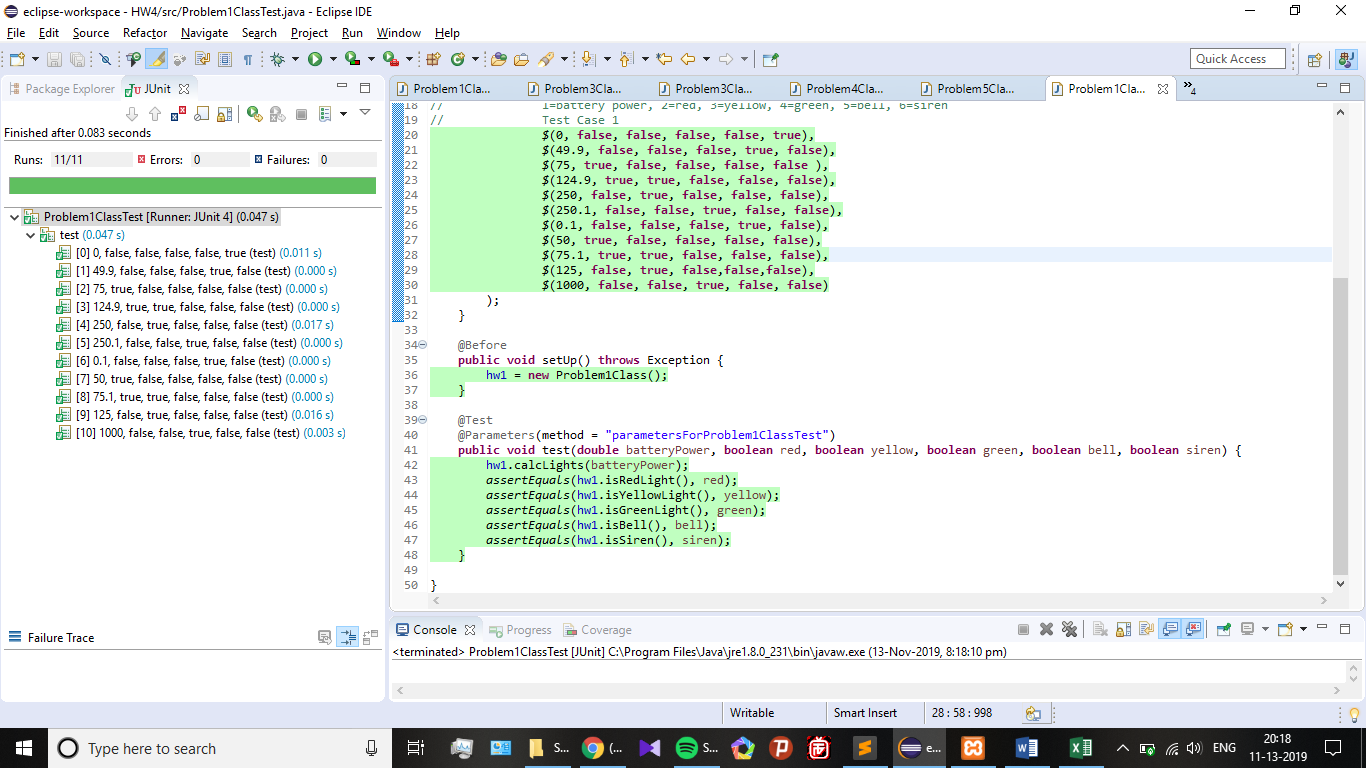 eclipse-workspace - HW4/src/Problem1ClassTest.java - Eclipse IDE
File Edit Source Refactor Navigate Search Project Run Window Help
Quick Access
Package Explorer JUnit
Finished after 0.083 seconds
Runs: 11/11 Errors: 0 Failures: 0
Problem1ClassTest [Runner: JUnit 4] (0.047 s)
test (0.047 s)
[0] 0, false, false, false, false, true (test) (0.011 s)
[1] 49.9, false, false, false, true, false (test) (0.000 s)
[2] 75, true, false, false, false, false (test) (0.000 s)
[3] 124.9, true, true, false, false, false (test) (0.000 s)
[4] 250, false, true, false, false, false (test) (0.017 s)
[5] 250.1, false, false, true, false, false (test) (0.000 s)
[6] 0.1, false, false, false, true, false (test) (0.000 s)
[7] 50, true, false, false, false, false (test) (0.000 s)
[8] 75.1, true, true, false, false, false (test) (0.000 s)
[9] 125, false, true, false, false, false (test) (0.016 s)
[10] 1000, false, false, true, false, false (test) (0.003 s)
Failure Trace
Problem1Cla... Problem3Cla... Problem3Cla... Problem4Cla... Problem5Cla... Problem1Cla... »4
18 // 1=battery power, 2=red, 3=yellow, 4=green, 5=bell, 6=siren
19 // Test Case 1
20 $(0, false, false, false, false, true),
21 $(49.9, false, false, false, true, false),
22 $(75, true, false, false, false, false ),
23 $(124.9, true, true, false, false, false),
24 $(250, false, true, false, false, false),
25 $(250.1, false, false, true, false, false),
26 $(0.1, false, false, false, true, false),
27 $(50, true, false, false, false, false),
28 $(75.1, true, true, false, false, false),
29 $(125, false, true, false,false,false),
30 $(1000, false, false, true, false, false)
31 );
32 }
33
34 @Before
35 public void setUp() throws Exception {
36 hw1 = new Problem1Class();
37 }
38
39 @Test
40 @Parameters(method = "parametersForProblem1ClassTest")
41 public void test(double batteryPower, boolean red, boolean yellow, boolean green, boolean bell, boolean siren) {
42 hw1.calcLights(batteryPower);
43 assertEquals(hw1.isRedLight(), red);
44 assertEquals(hw1.isYellowLight(), yellow);
45 assertEquals(hw1.isGreenLight(), green);
46 assertEquals(hw1.isBell(), bell);
47 assertEquals(hw1.isSiren(), siren);
48 }
49
50 }
Console Progress Coverage
<terminated> Problem1ClassTest [JUnit] C:\Program Files\Java\jre1.8.0_231\bin\javaw.exe (13-Nov-2019, 8:18:10 pm)
Writable Smart Insert 28 : 58 : 998
Type here to search
S... (... S... e...
ENG
20:18
11-13-2019